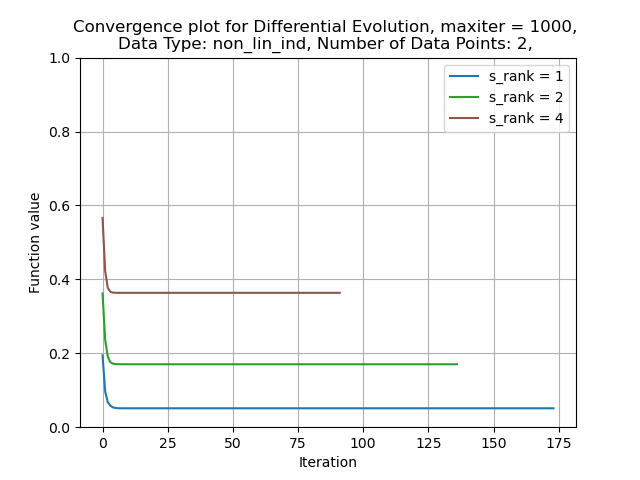 Convergence plot for Differential Evolution, maxiter = 1000,
Data Type: non_lin_ind, Number of Data Points: 2,
1.0
0.8
0.6
0.4
0.2
0.0
Function value
s_rank = 1
s_rank = 2
s_rank = 4
0 25 50 75 100 125 150 175
Iteration